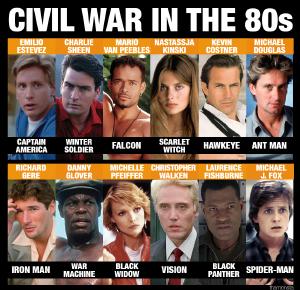 CIVIL WAR IN THE 80s
EMILIO ESTEVEZ
CHARLIE SHEEN
MARIO VAN PEEBLES
NASTASSJA KINSKI
KEVIN COSTNER
MICHAEL DOUGLAS
CAPTAIN AMERICA
WINTER SOLDIER
FALCON
SCARLET WITCH
HAWKEYE
ANT MAN
RICHARD GERE
DANNY GLOVER
MICHELLE PFEIFFER
CHRISTOPHER WALKEN
LAURENCE FISHBURNE
MICHAEL J. FOX
IRON MAN
WAR MACHINE
BLACK WIDOW
VISION
BLACK PANTHER
SPIDER-MAN